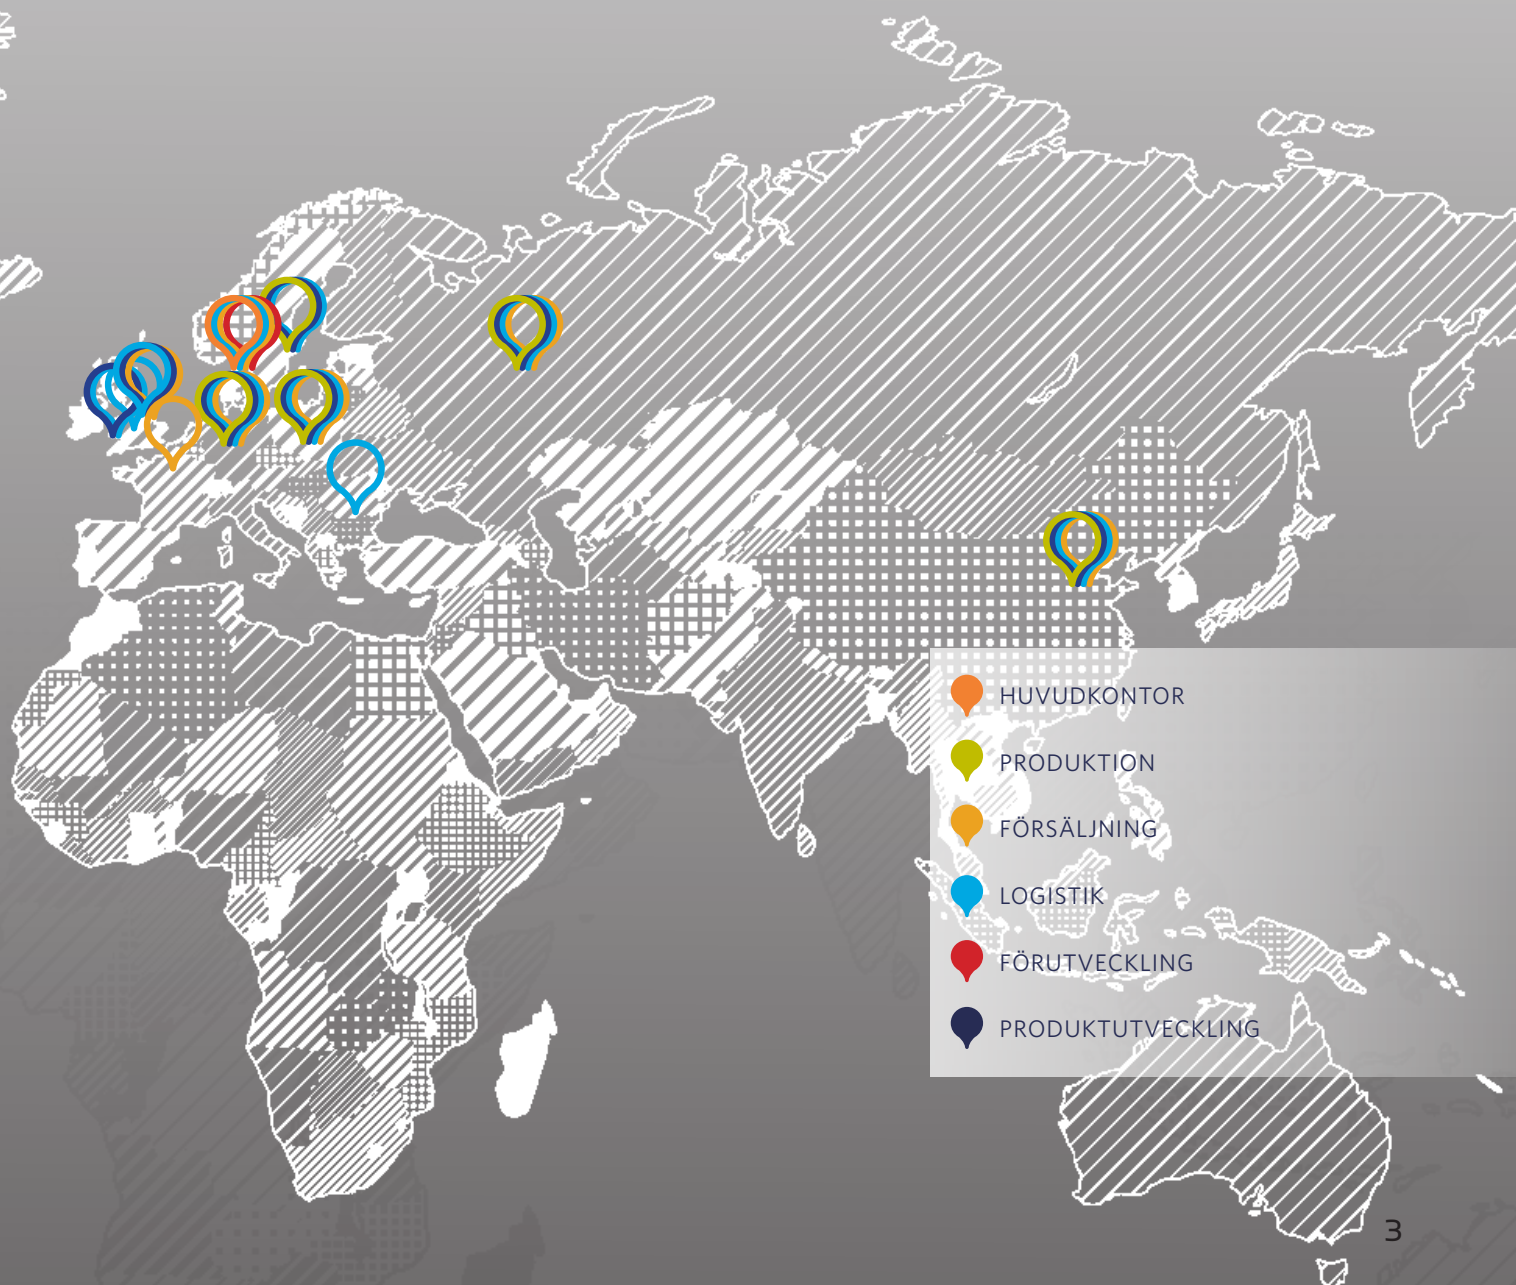 HUVUDKONTOR
PRODUKTION
FÖRSÄLJNING
LOGISTIK
FÖRUTVECKLING
PRODUKTUTVECKLING
3